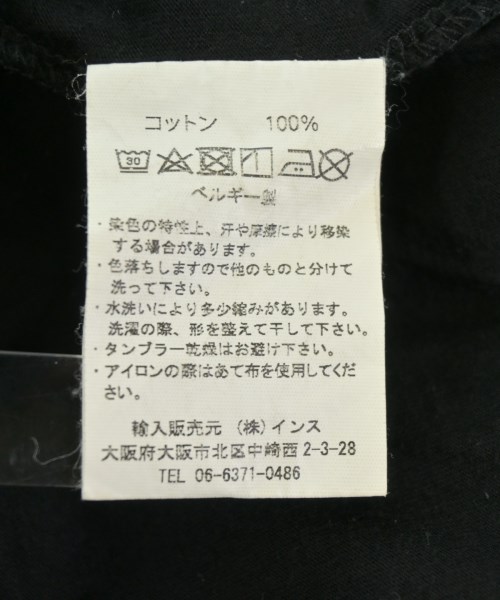 コットン 100%
30
ベルギー製
・染色の特性上、汗や摩擦により移染
する場合があります。
・色落ちしますので他のものと分けて
洗って下さい。
・水洗いにより多少縮みがあります。
洗濯の際、形を整えて干して下さい。
・タンブラー乾燥はお避け下さい。
・アイロンの際はあて布を使用してくだ
さい。
輸入販売元 (株)インス
大阪府大阪市北区中崎西2-3-28
TEL 06-6371-0486